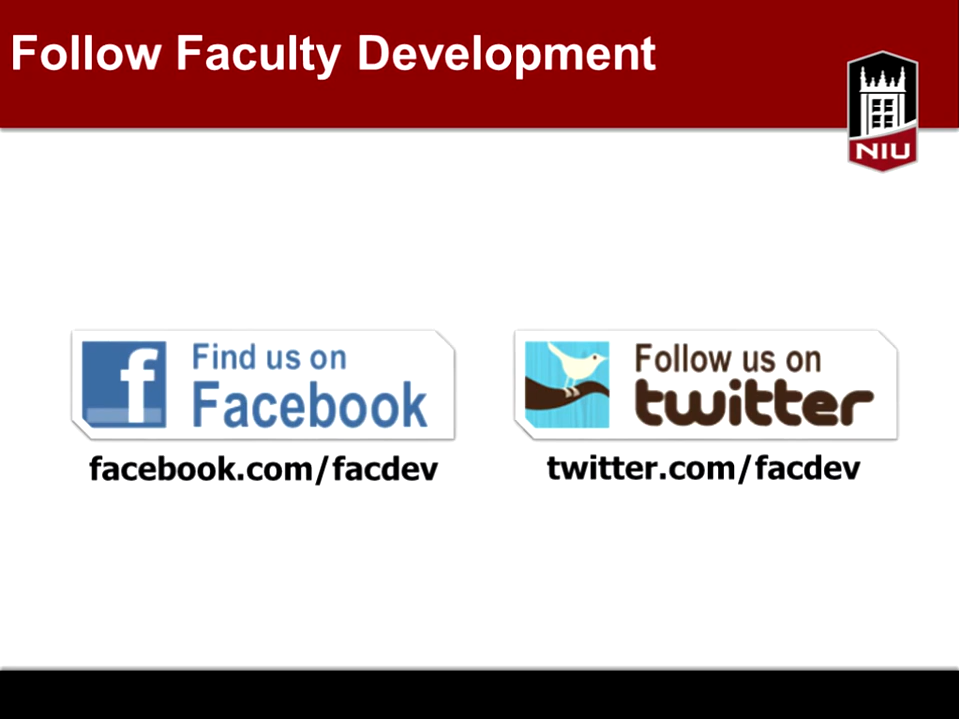 Follow Faculty Development
NIU
f
Find us on
Facebook
facebook.com/facdev
Follow us on
twitter
twitter.com/facdev